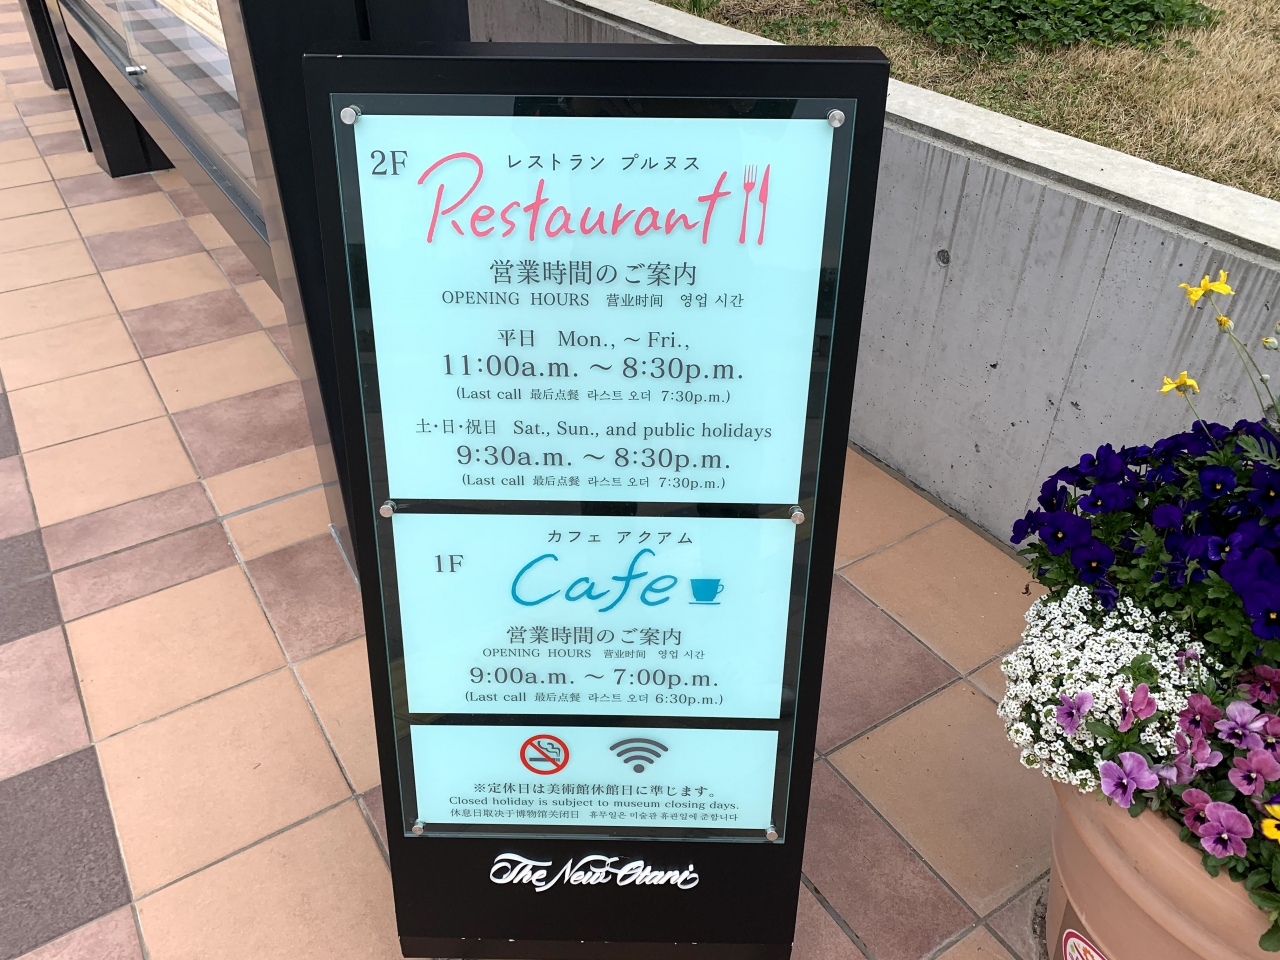 レストラン プルヌス
2F Restaurant
営業時間のご案内
OPENING HOURS 营业时间 영업 시간
平日 Mon., ～ Fri.,
11:00a.m. ～ 8:30p.m.
(Last call 最后点餐 라스트 오더 7:30p.m.)
土・日・祝日 Sat., Sun., and public holidays
9:30a.m. ～ 8:30p.m.
(Last call 最后点餐 라스트 오더 7:30p.m.)
カフェ アクアム
1F Cafe
営業時間のご案内
OPENING HOURS 营业时间 영업 시간
9:00a.m. ～ 7:00p.m.
(Last call 最后点餐 라스트 오더 6:30p.m.)
※定休日は美術館休館日に準じます。
Closed holiday is subject to museum closing days.
休息日取决于博物馆关闭日 휴무일은 미술관 휴관일에 준합니다
The New Otani